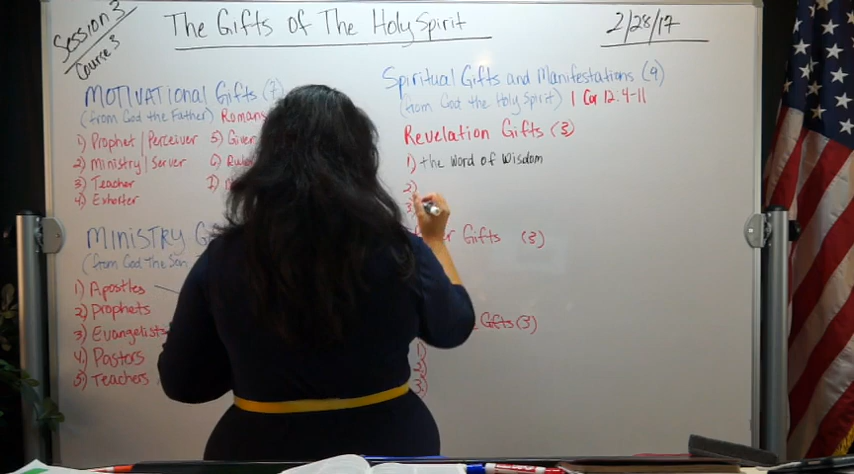 Session 3
Course 3
The Gifts of The Holy Spirit
2/28/17
MOTIVATIONAL Gifts (7)
(from God the Father) Romans
1) Prophet/Perceiver
2) Ministry/Server
3) Teacher
4) Exhorter
5) Giver
6)
7)
MINISTRY
(from God the Son
1) Apostles
2) Prophets
3) Evangelists
4) Pastors
5) Teachers
Spiritual Gifts and Manifestations (9)
(from God the Holy Spirit) 1 Cor 12:4-11
Revelation Gifts (3)
1) the Word of Wisdom
2)
3)
Gifts (3)
Gifts (3)
1)
2)
3)